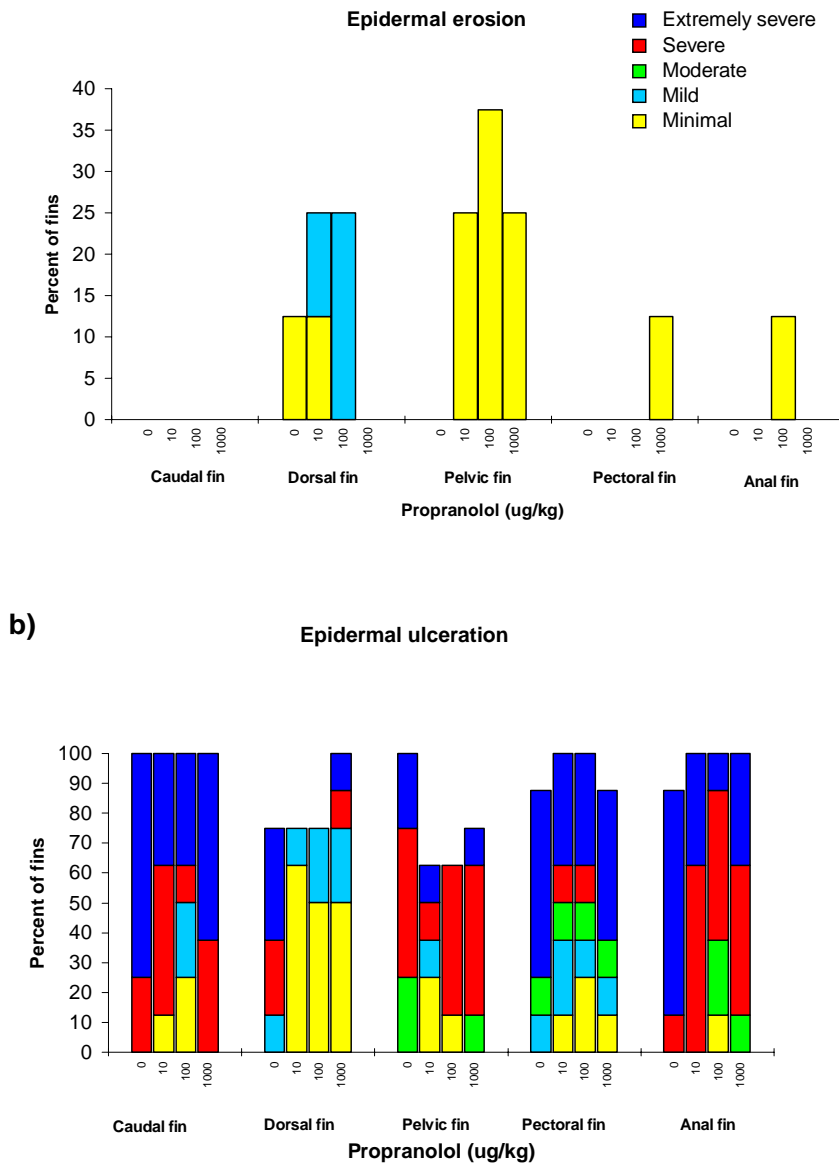 Epidermal erosion
Extremely severe
Severe
Moderate
Mild
Minimal
40
35
30
25
20
15
10
5
0
Percent of fins
0 10 100 1000 0 10 100 1000 0 10 100 1000 0 10 100 1000 0 10 100 1000
Caudal fin Dorsal fin Pelvic fin Pectoral fin Anal fin
Propranolol (ug/kg)
b)
Epidermal ulceration
100
90
80
70
60
50
40
30
20
10
0
Percent of fins
0 10 100 1000 0 10 100 1000 0 10 100 1000 0 10 100 1000 0 10 100 1000
Caudal fin Dorsal fin Pelvic fin Pectoral fin Anal fin
Propranolol (ug/kg)